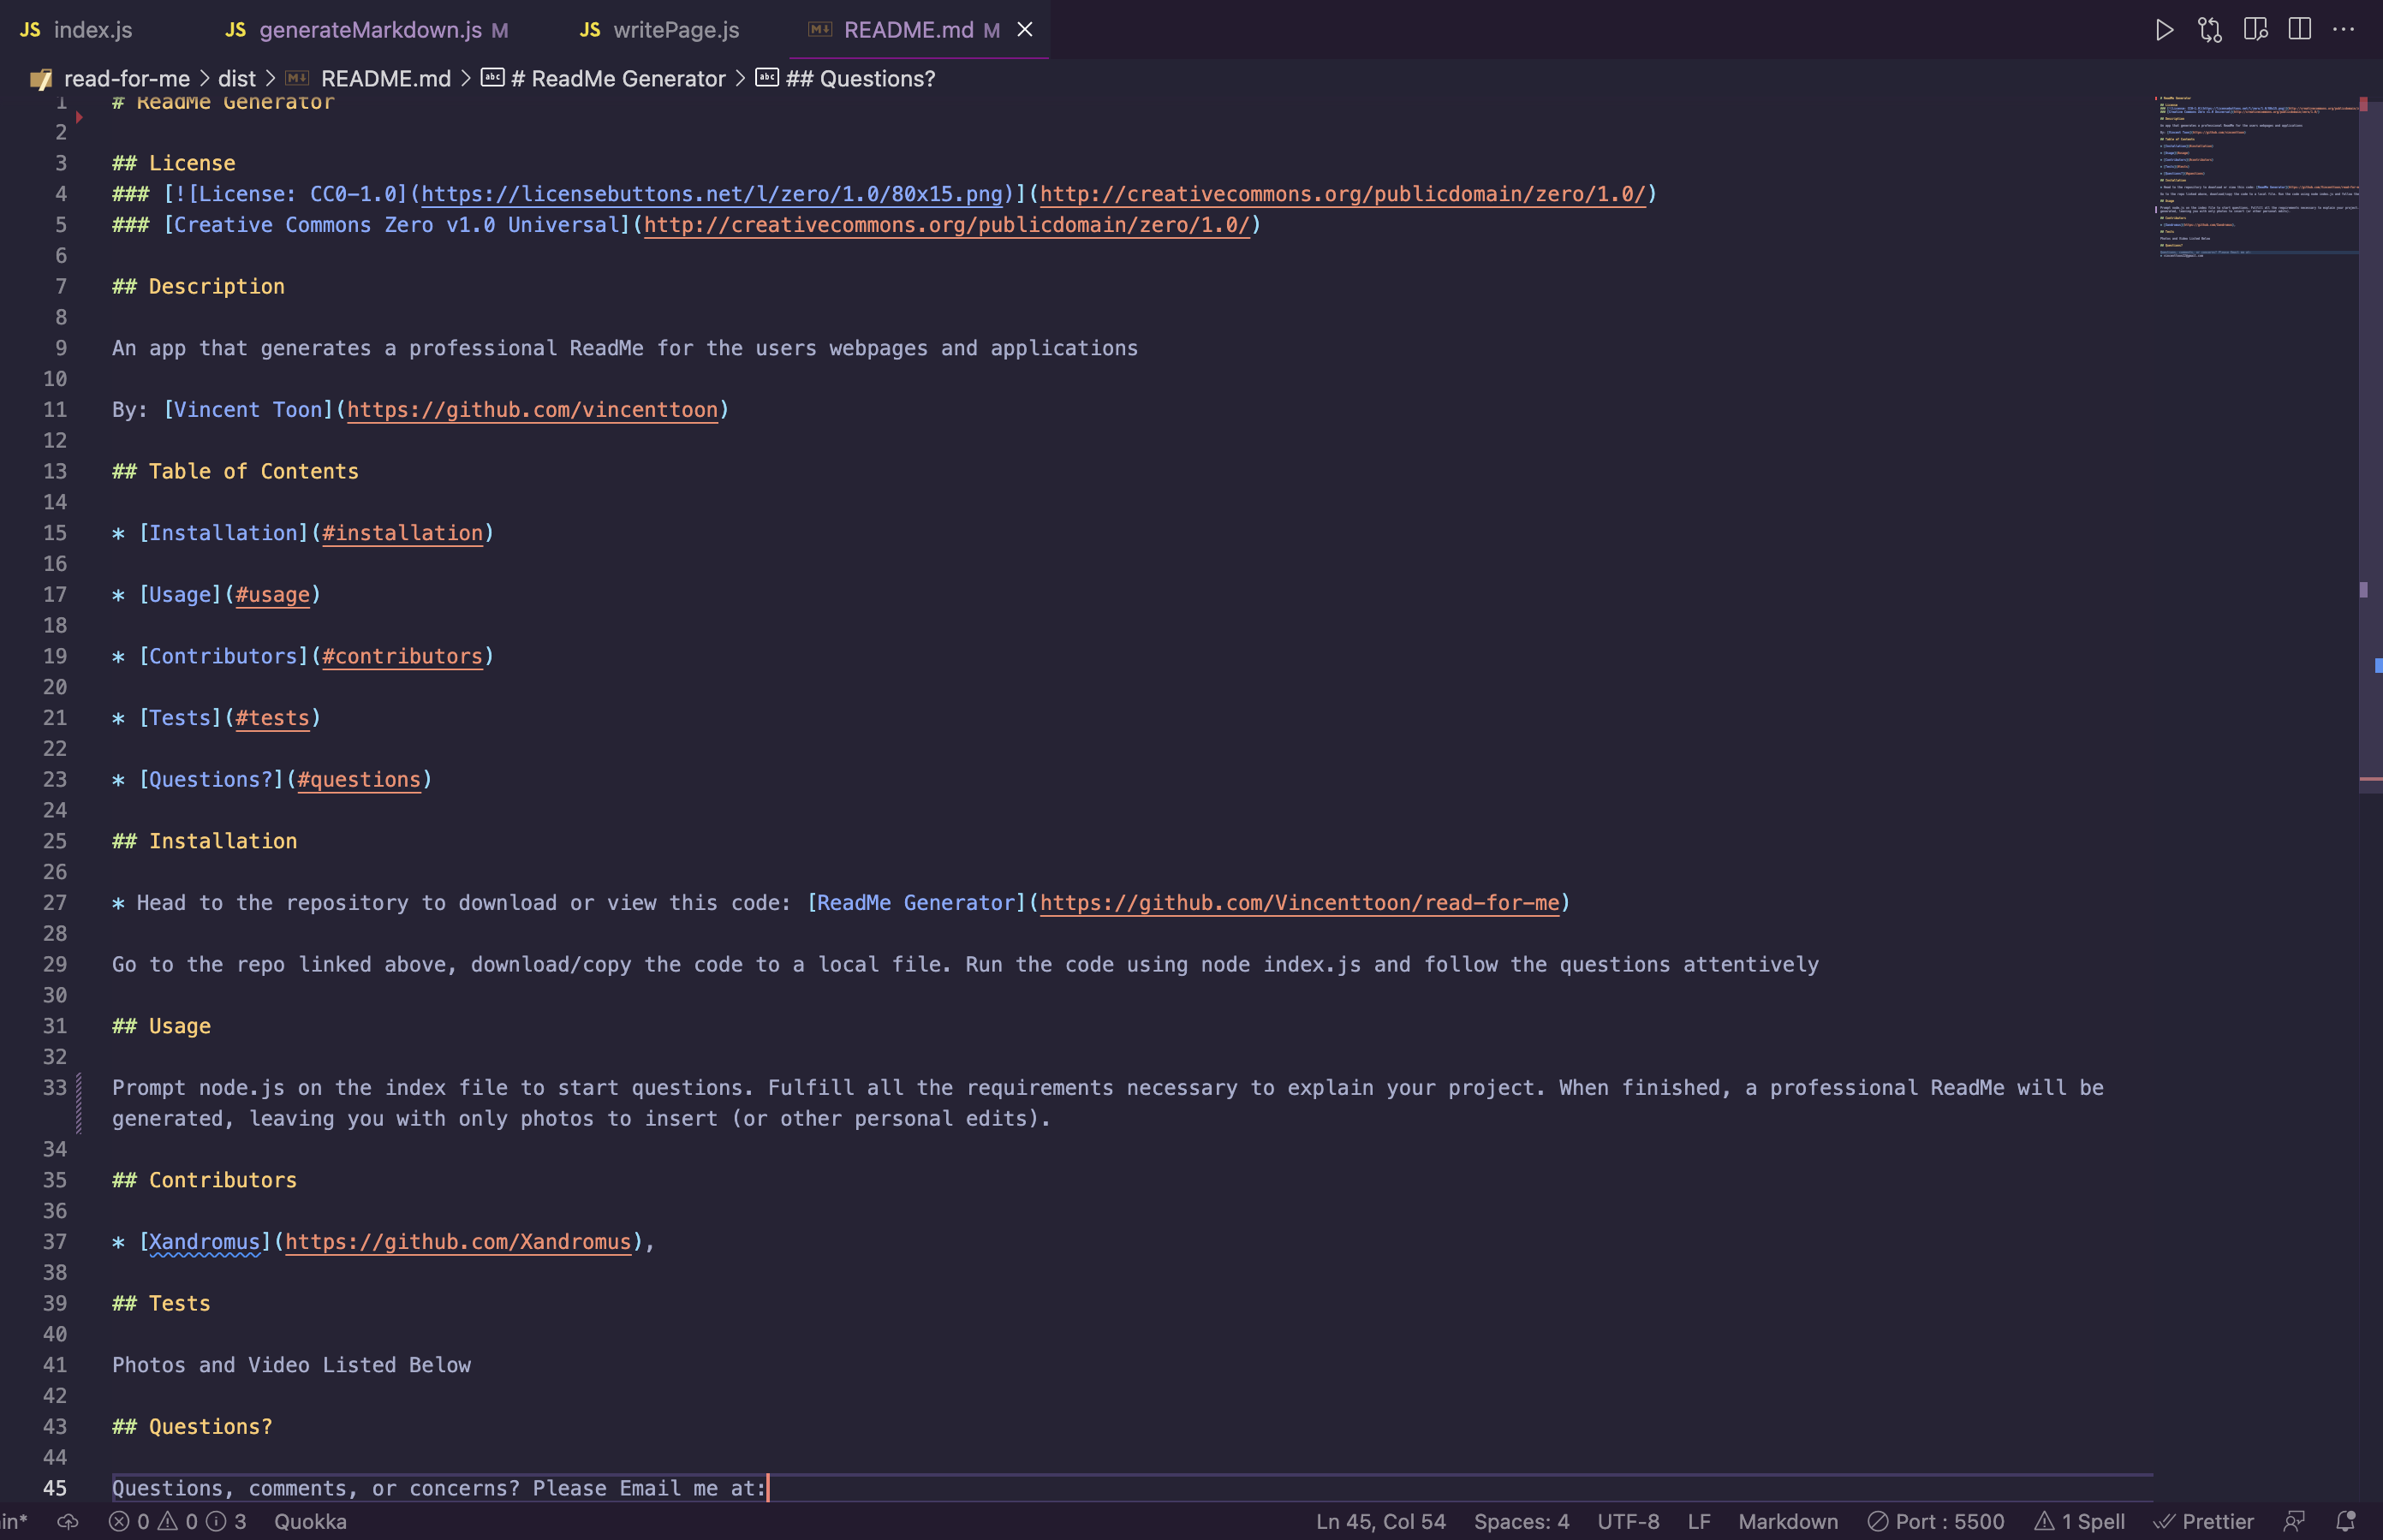 JS index.js JS generateMarkdown.js M JS writePage.js README.md M
read-for-me > dist > README.md > abc # ReadMe Generator > abc ## Questions?
1 # ReadMe Generator
2
3 ## License
4 ### [![License: CC0-1.0](https://licensebuttons.net/l/zero/1.0/80x15.png)](http://creativecommons.org/publicdomain/zero/1.0/)
5 ### [Creative Commons Zero v1.0 Universal](http://creativecommons.org/publicdomain/zero/1.0/)
6
7 ## Description
8
9 An app that generates a professional ReadMe for the users webpages and applications
10
11 By: [Vincent Toon](https://github.com/vincenttoon)
12
13 ## Table of Contents
14
15 * [Installation](#installation)
16
17 * [Usage](#usage)
18
19 * [Contributors](#contributors)
20
21 * [Tests](#tests)
22
23 * [Questions?](#questions)
24
25 ## Installation
26
27 * Head to the repository to download or view this code: [ReadMe Generator](https://github.com/Vincenttoon/read-for-me)
28
29 Go to the repo linked above, download/copy the code to a local file. Run the code using node index.js and follow the questions attentively
30
31 ## Usage
32
33 Prompt node.js on the index file to start questions. Fulfill all the requirements necessary to explain your project. When finished, a professional ReadMe will be
generated, leaving you with only photos to insert (or other personal edits).
34
35 ## Contributors
36
37 * [Xandromus](https://github.com/Xandromus),
38
39 ## Tests
40
41 Photos and Video Listed Below
42
43 ## Questions?
44
45 Questions, comments, or concerns? Please Email me at:
in* 0 0 3 Quokka Ln 45, Col 54 Spaces: 4 UTF-8 LF Markdown Port : 5500 1 Spell Prettier